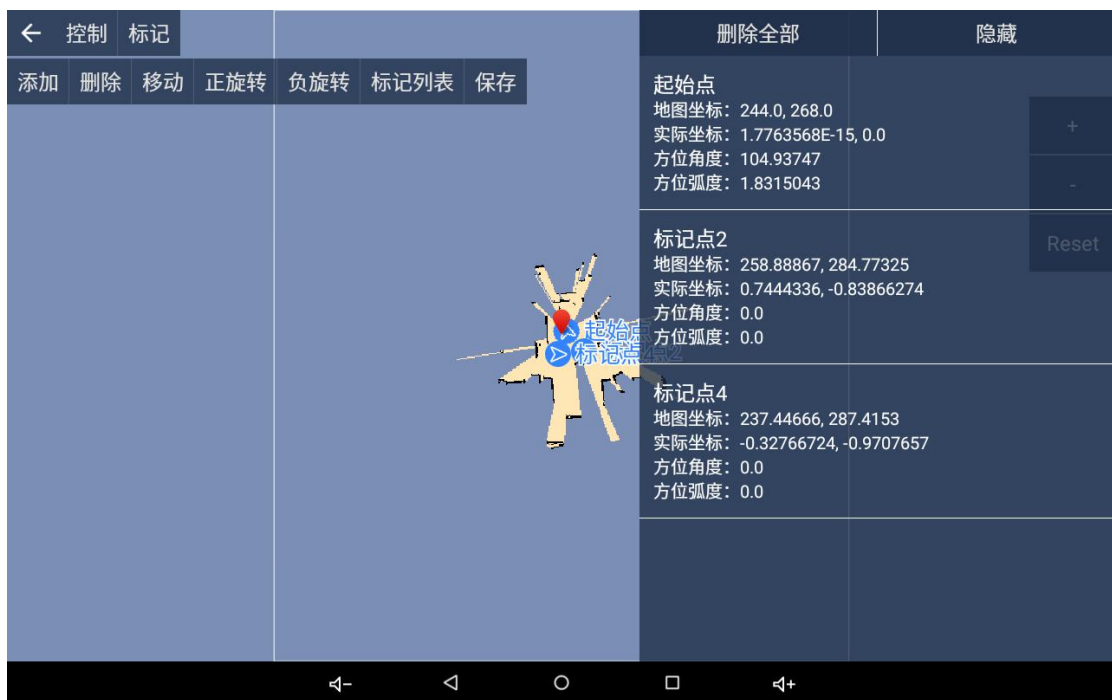 控制 标记
删除全部 隐藏
添加 删除 移动 正旋转 负旋转 标记列表 保存
起始点
地图坐标：244.0, 268.0
实际坐标：1.7763568E-15, 0.0
方位角度：104.93747
方位弧度：1.8315043
+
-
Reset
标记点2
地图坐标：258.88867, 284.77325
实际坐标：0.7444336, -0.83866274
方位角度：0.0
方位弧度：0.0
标记点4
地图坐标：237.44666, 287.4153
实际坐标：-0.32766724, -0.9707657
方位角度：0.0
方位弧度：0.0
起始点
标记点
点2